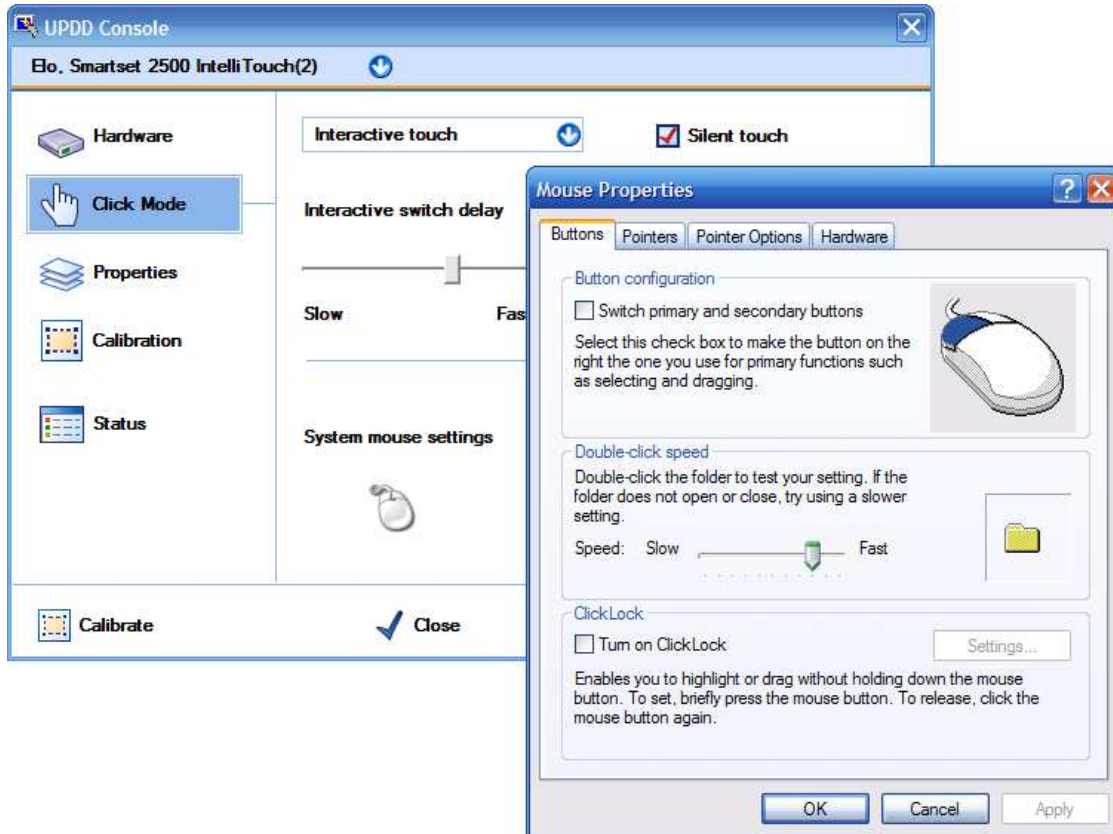 UPDD Console
Elo, Smartset 2500 IntelliTouch(2)
Hardware
Click Mode
Properties
Calibration
Status
Calibrate
Close
Interactive touch
Silent touch
Interactive switch delay
Slow
Fas
System mouse settings
Mouse Properties
Buttons
Pointers
Pointer Options
Hardware
Button configuration
Switch primary and secondary buttons
Select this check box to make the button on the
right the one you use for primary functions such
as selecting and dragging.
Double-click speed
Double-click the folder to test your setting. If the
folder does not open or close, try using a slower
setting.
Speed: Slow Fast
ClickLock
Turn on ClickLock
Settings...
Enables you to highlight or drag without holding down the mouse
button. To set, briefly press the mouse button. To release, click the
mouse button again.
OK
Cancel
Apply